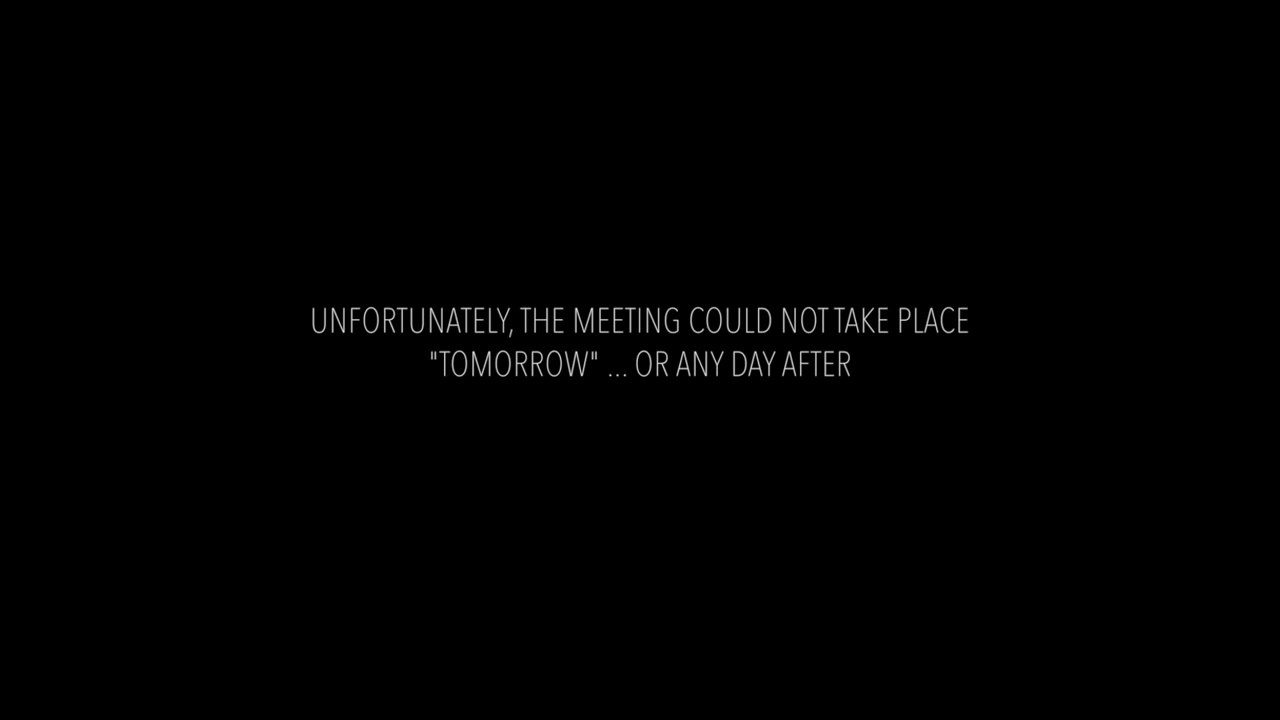 UNFORTUNATELY, THE MEETING COULD NOT TAKE PLACE
"TOMORROW" ... OR ANY DAY AFTER